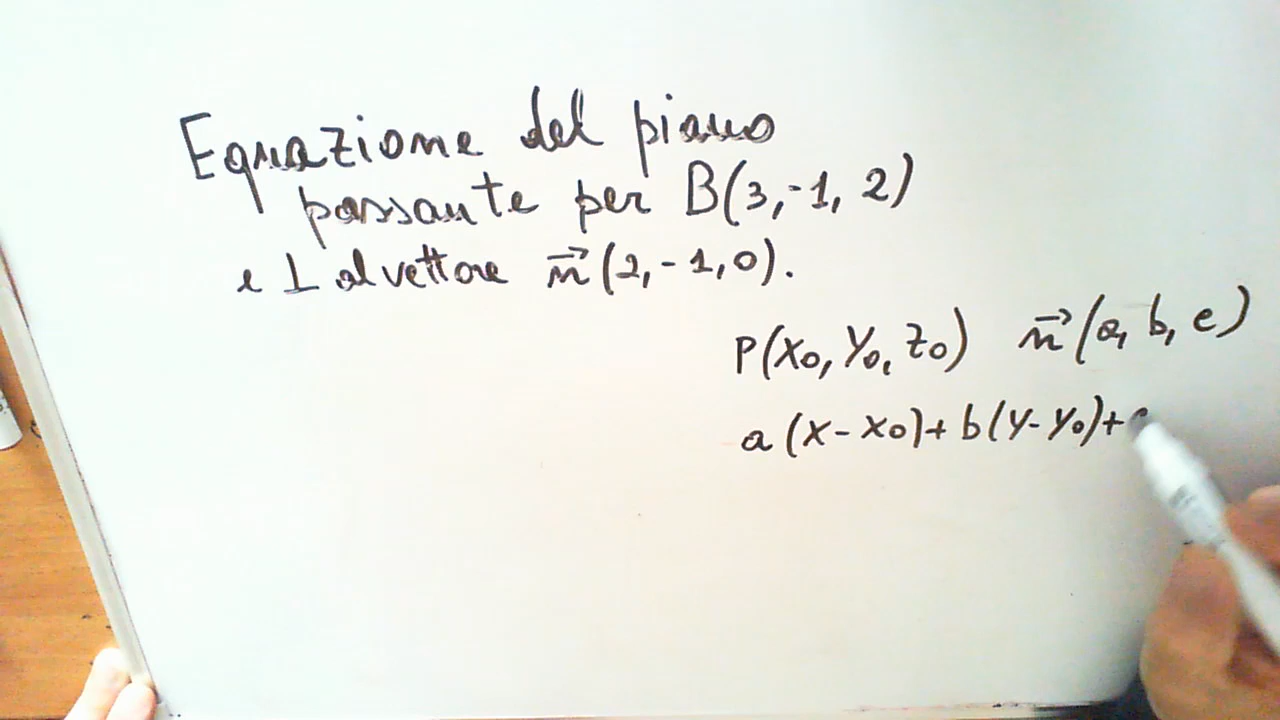 Equazione del piano
passante per B(3,-1, 2)
e ⊥ al vettore n⃗(2,-1,0).
P(x₀, y₀, z₀) n⃗(a, b, c)
a(x-x₀)+b(y-y₀)+